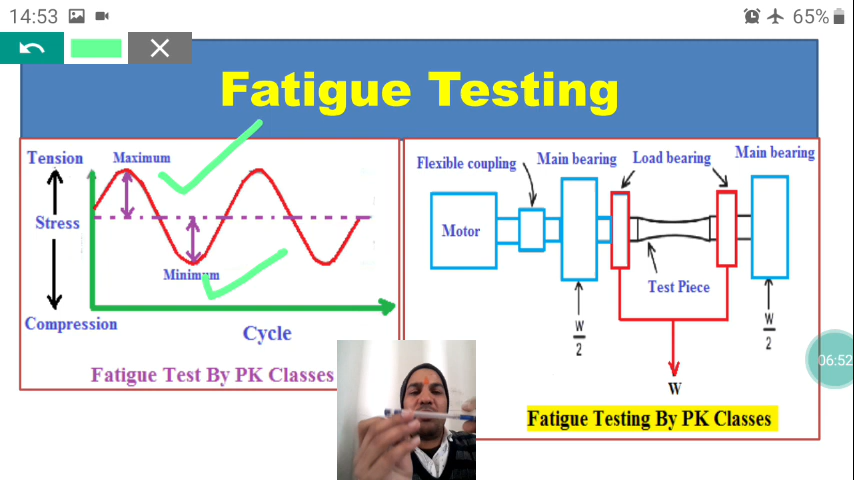 14:53
65%
Fatigue Testing
Tension
Maximum
Stress
Minimum
Compression
Cycle
Fatigue Test By PK Classes
Flexible coupling
Main bearing
Load bearing
Main bearing
Motor
Test Piece
W
2
W
2
W
Fatigue Testing By PK Classes
06:52